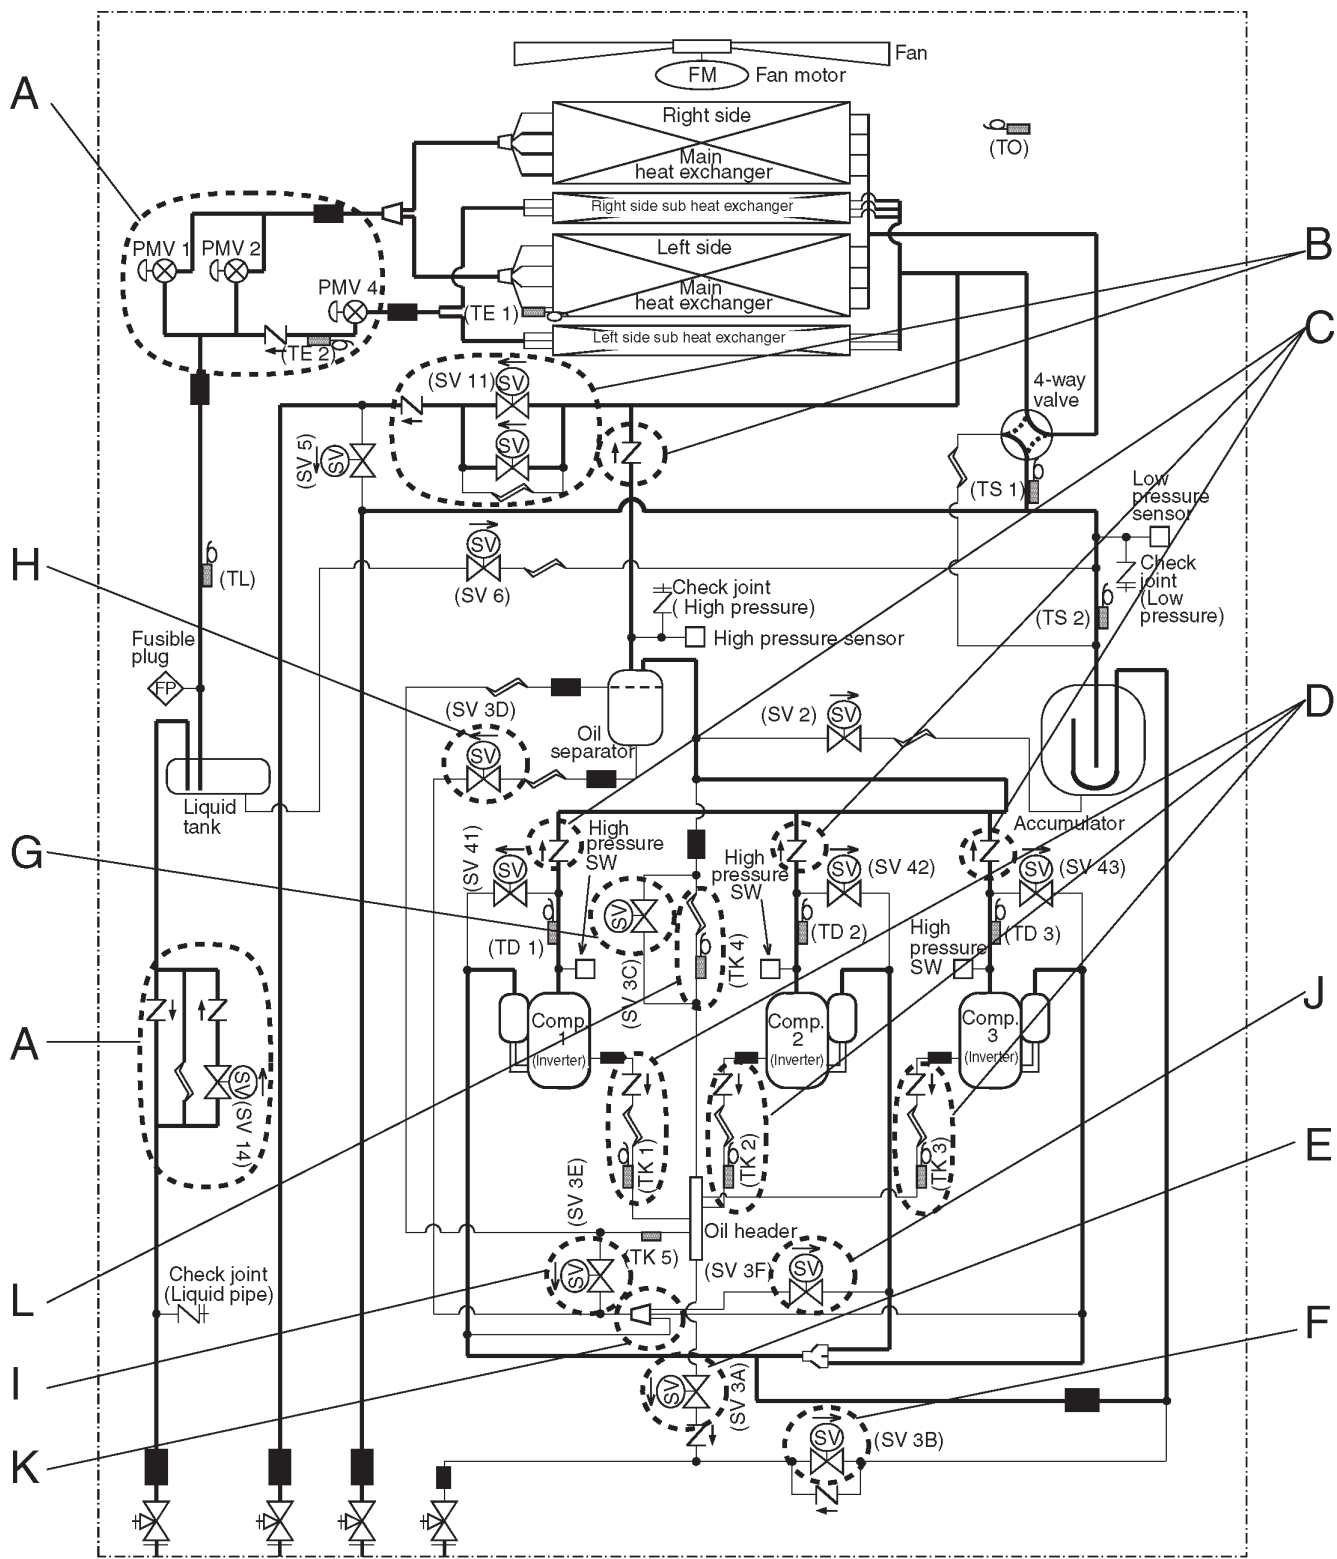 Fan
FM
Fan motor
A
Right side
Main
heat exchanger
(TO)
Right side sub heat exchanger
PMV 1
PMV 2
Left side
Main
heat exchanger
B
PMV 4
(TE 1)
C
Left side sub heat exchanger
(TE 2)
(SV 11)
SV
4-way
valve
SV
(SV 5)
SV
(TS 1)
Low
pressure
sensor
H
SV
(TL)
(SV 6)
Check joint
( High pressure)
Check
joint
(Low
pressure)
(TS 2)
Fusible
plug
High pressure sensor
FP
(SV 3D)
SV
Oil
separator
(SV 2)
SV
D
Liquid
tank
Accumulator
G
(SV 41)
SV
High
pressure
SW
High
pressure
SW
SV
(SV 42)
SV
(SV 43)
SV
(SV 3C)
(TD 1)
(TK 4)
(TD 2)
High
pressure
SW
(TD 3)
J
Comp.
1
(Inverter)
Comp.
2
(Inverter)
Comp.
3
(Inverter)
A
SV
(SV 14)
(TK 1)
(TK 2)
(TK 3)
E
(SV 3E)
Oil header
(TK 5)
SV
(SV 3F)
SV
Check joint
(Liquid pipe)
L
F
I
SV
(SV 3A)
K
SV
(SV 3B)